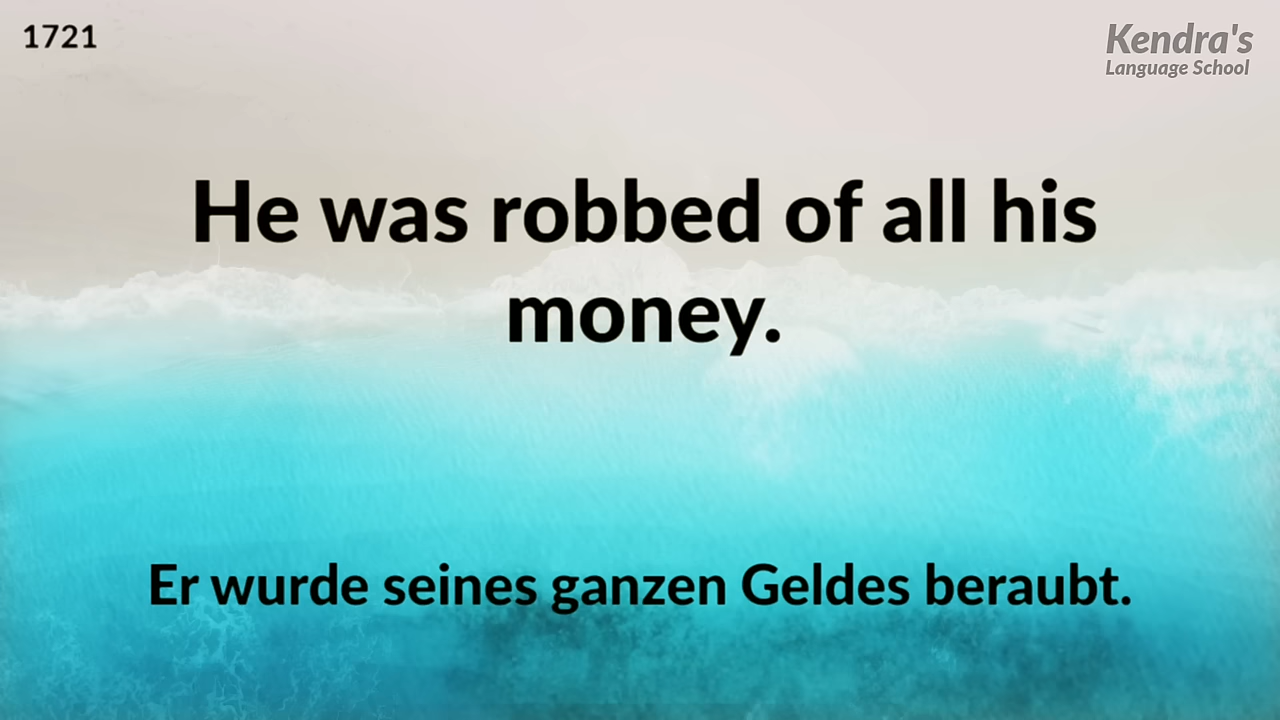 1721
Kendra's
Language School
He was robbed of all his
money.
Er wurde seines ganzen Geldes beraubt.